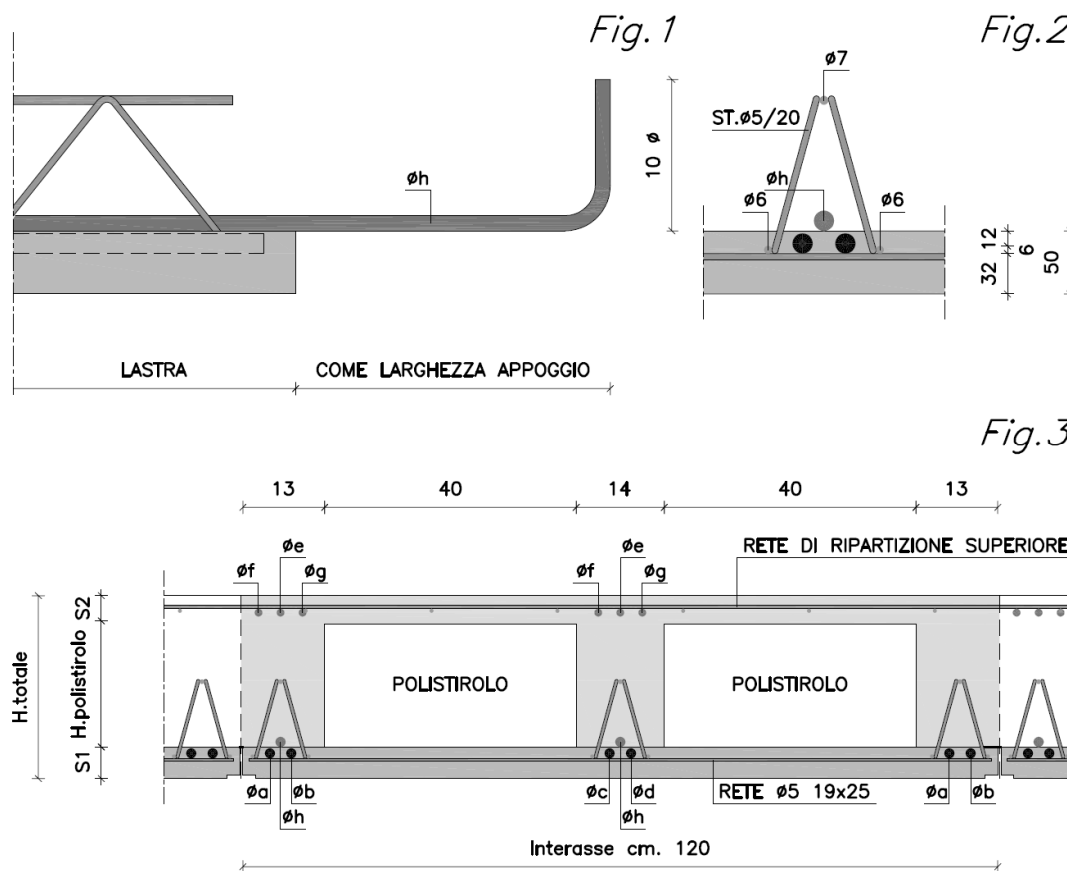 Fig.1
10 ø
øh
LASTRA
COME LARGHEZZA APPOGGIO
Fig.2
ø7
ST.ø5/20
øh
ø6
ø6
12
6
32
50
Fig.3
13
40
14
40
13
RETE DI RIPARTIZIONE SUPERIORE
øe
øf
øg
øe
øf
øg
S2
H.polistirolo
S1
H.totale
POLISTIROLO
POLISTIROLO
øa
øb
øh
øc
ød
øh
RETE ø5 19x25
øa
øb
Interasse cm. 120